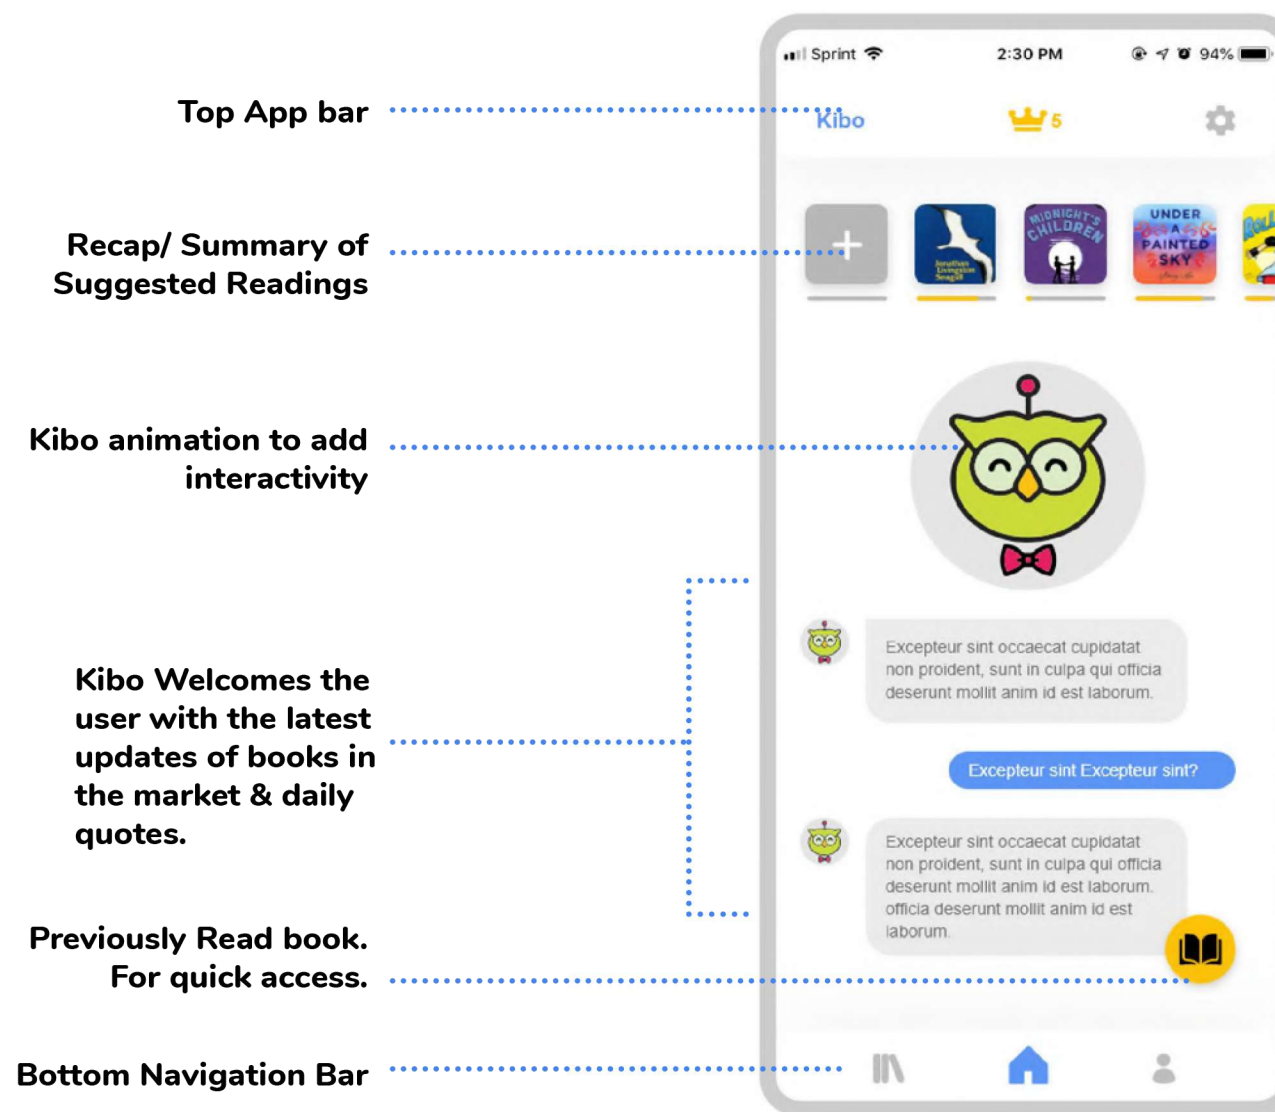 Sprint
2:30 PM
94%
Top App bar
Kibo
5
Recap/ Summary of
Suggested Readings
Jonathan
Livingston
Seagull
MIDNIGHT'S
CHILDREN
UNDER
A
PAINTED
SKY
Kibo animation to add
interactivity
Kibo Welcomes the
user with the latest
updates of books in
the market & daily
quotes.
Excepteur sint occaecat cupidatat
non proident, sunt in culpa qui officia
deserunt mollit anim id est laborum.
Excepteur sint Excepteur sint?
Excepteur sint occaecat cupidatat
non proident, sunt in culpa qui officia
deserunt mollit anim id est laborum.
officia deserunt mollit anim id est
laborum.
Previously Read book.
For quick access.
Bottom Navigation Bar